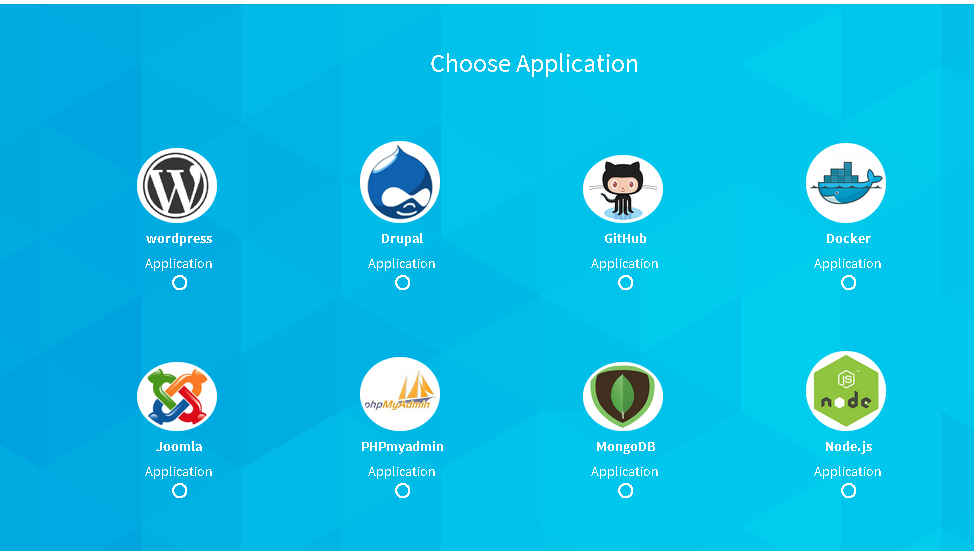 Choose Application
wordpress
Drupal
GitHub
Docker
Application
Application
Application
Application
phpMyAdmin
JS
node
Joomla
PHPmyadmin
MongoDB
Node.js
Application
Application
Application
Application